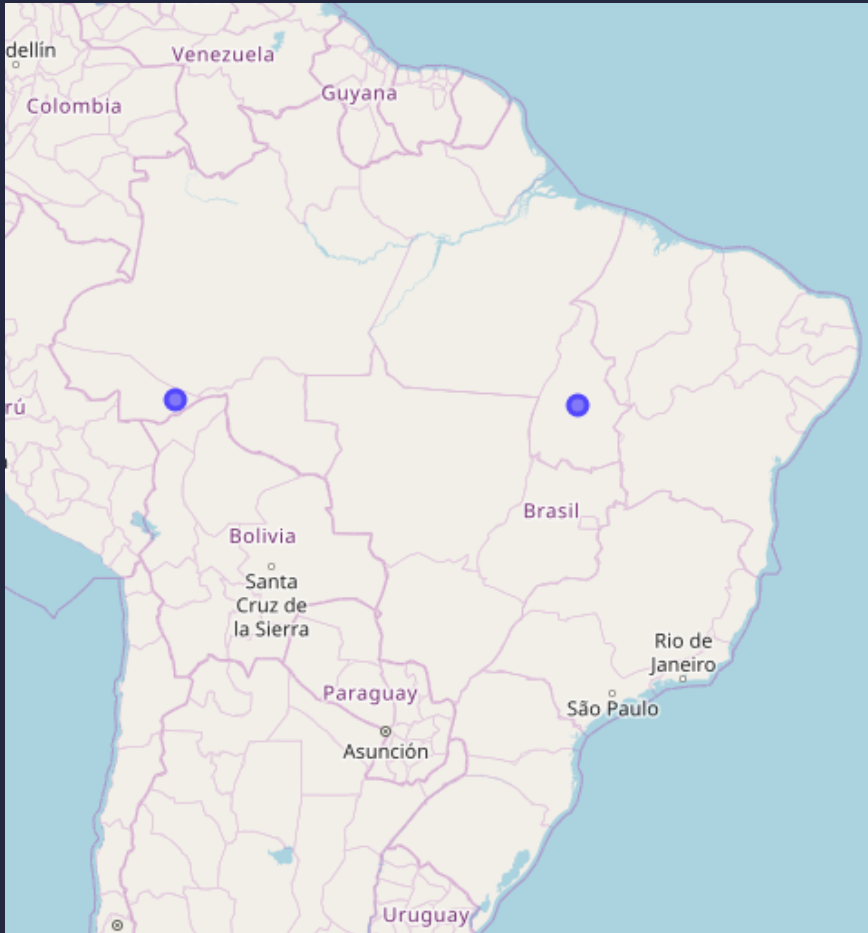 dellín
Venezuela
Colombia
Guyana
rú
Brasil
Bolivia
Santa
Cruz de
la Sierra
Rio de
Janeiro
Paraguay
São Paulo
Asunción
Uruguay